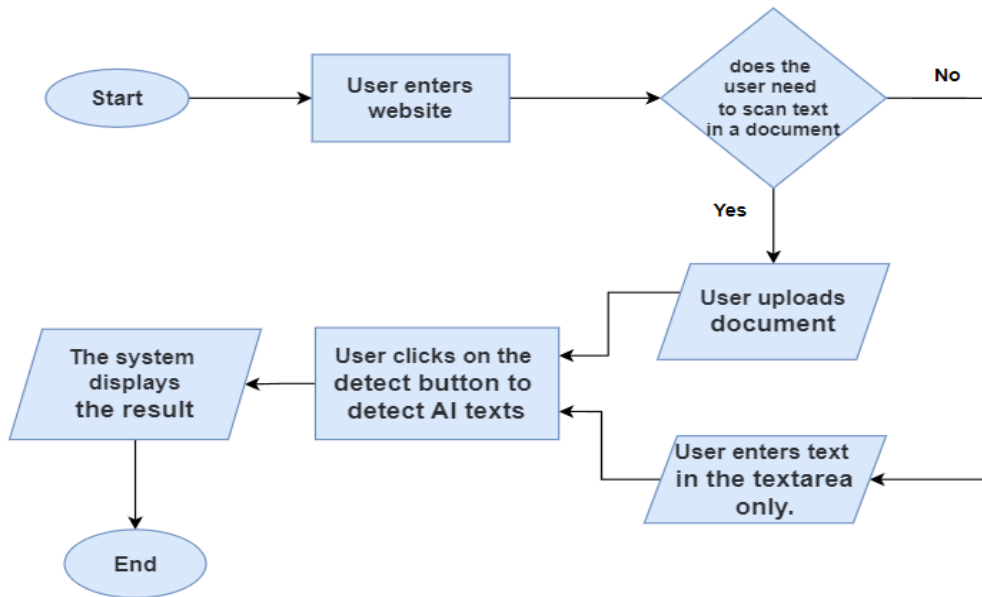 Start
User enters
website
does the
user need
to scan text
in a document
No
Yes
User uploads
document
User clicks on the
detect button to
detect AI texts
The system
displays
the result
User enters text
in the textarea
only.
End